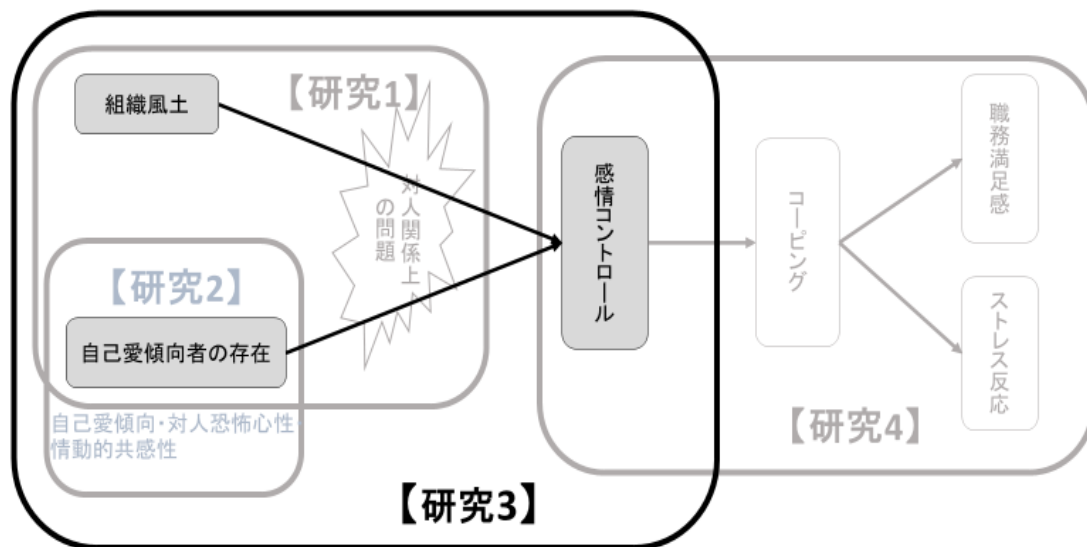 【研究1】
組織風土
対人関係上
の問題
【研究2】
自己愛傾向者の存在
自己愛傾向・対人恐怖心性
情動的共感性
感情コントロール
コーピング
職務満足感
ストレス反応
【研究4】
【研究3】